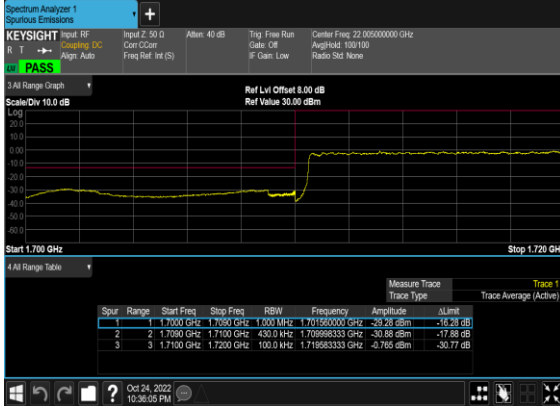 Spectrum Analyzer 1
Spurious Emissions
+
KEYSIGHT Input: RF Input Z: 50 Ω Atten: 40 dB Trig: Free Run Center Freq: 22.005000000 GHz
R T Coupling: DC Corr CCorr Gate: Off Avg|Hold: 100/100
Align: Auto Freq Ref: Int (S) IF Gain: Low Radio Std: None
PASS
3 All Range Graph
Ref Lvl Offset 8.00 dB
Scale/Div 10.0 dB Ref Value 30.00 dBm
Log
20.0
10.0
0.00
-10.0
-20.0
-30.0
-40.0
-50.0
-60.0
Start 1.700 GHz Stop 1.720 GH
4 All Range Table
Measure Trace Trace 1
Trace Type Trace Average (Active)
Spur Range Start Freq Stop Freq RBW Frequency Amplitude ΔLimit
1 1 1.7000 GHz 1.7090 GHz 1.000 MHz 1.701560000 GHz -29.28 dBm -16.28 dB
2 2 1.7090 GHz 1.7100 GHz 430.0 kHz 1.709998333 GHz -30.88 dBm -17.88 dB
3 3 1.7100 GHz 1.7200 GHz 100.0 kHz 1.719583333 GHz -0.765 dBm -30.77 dB
? Oct 24, 2022
10:36:05 PM